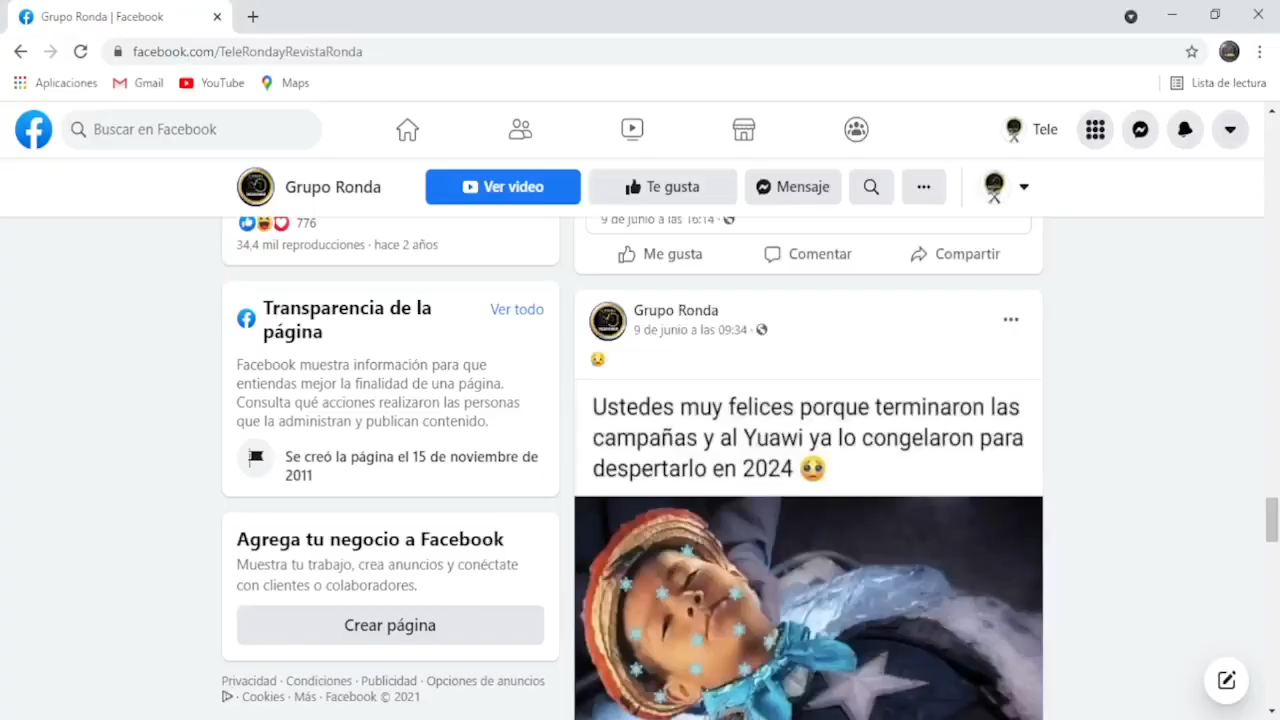 Grupo Ronda | Facebook
facebook.com/TeleRondayRevistaRonda
Aplicaciones
Gmail
YouTube
Maps
Lista de lectura
Buscar en Facebook
Tele
Grupo Ronda
Ver video
Te gusta
Mensaje
776
34,4 mil reproducciones · hace 2 años
9 de junio a las 16:14 ·
Me gusta
Comentar
Compartir
Transparencia de la
página
Ver todo
Facebook muestra información para que
entiendas mejor la finalidad de una página.
Consulta qué acciones realizaron las personas
que la administran y publican contenido.
Se creó la página el 15 de noviembre de
2011
Agrega tu negocio a Facebook
Muestra tu trabajo, crea anuncios y conéctate
con clientes o colaboradores.
Crear página
Privacidad · Condiciones · Publicidad · Opciones de anuncios
· Cookies · Más · Facebook © 2021
Grupo Ronda
9 de junio a las 09:34 ·
😢
Ustedes muy felices porque terminaron las
campañas y al Yuawi ya lo congelaron para
despertarlo en 2024 🥺